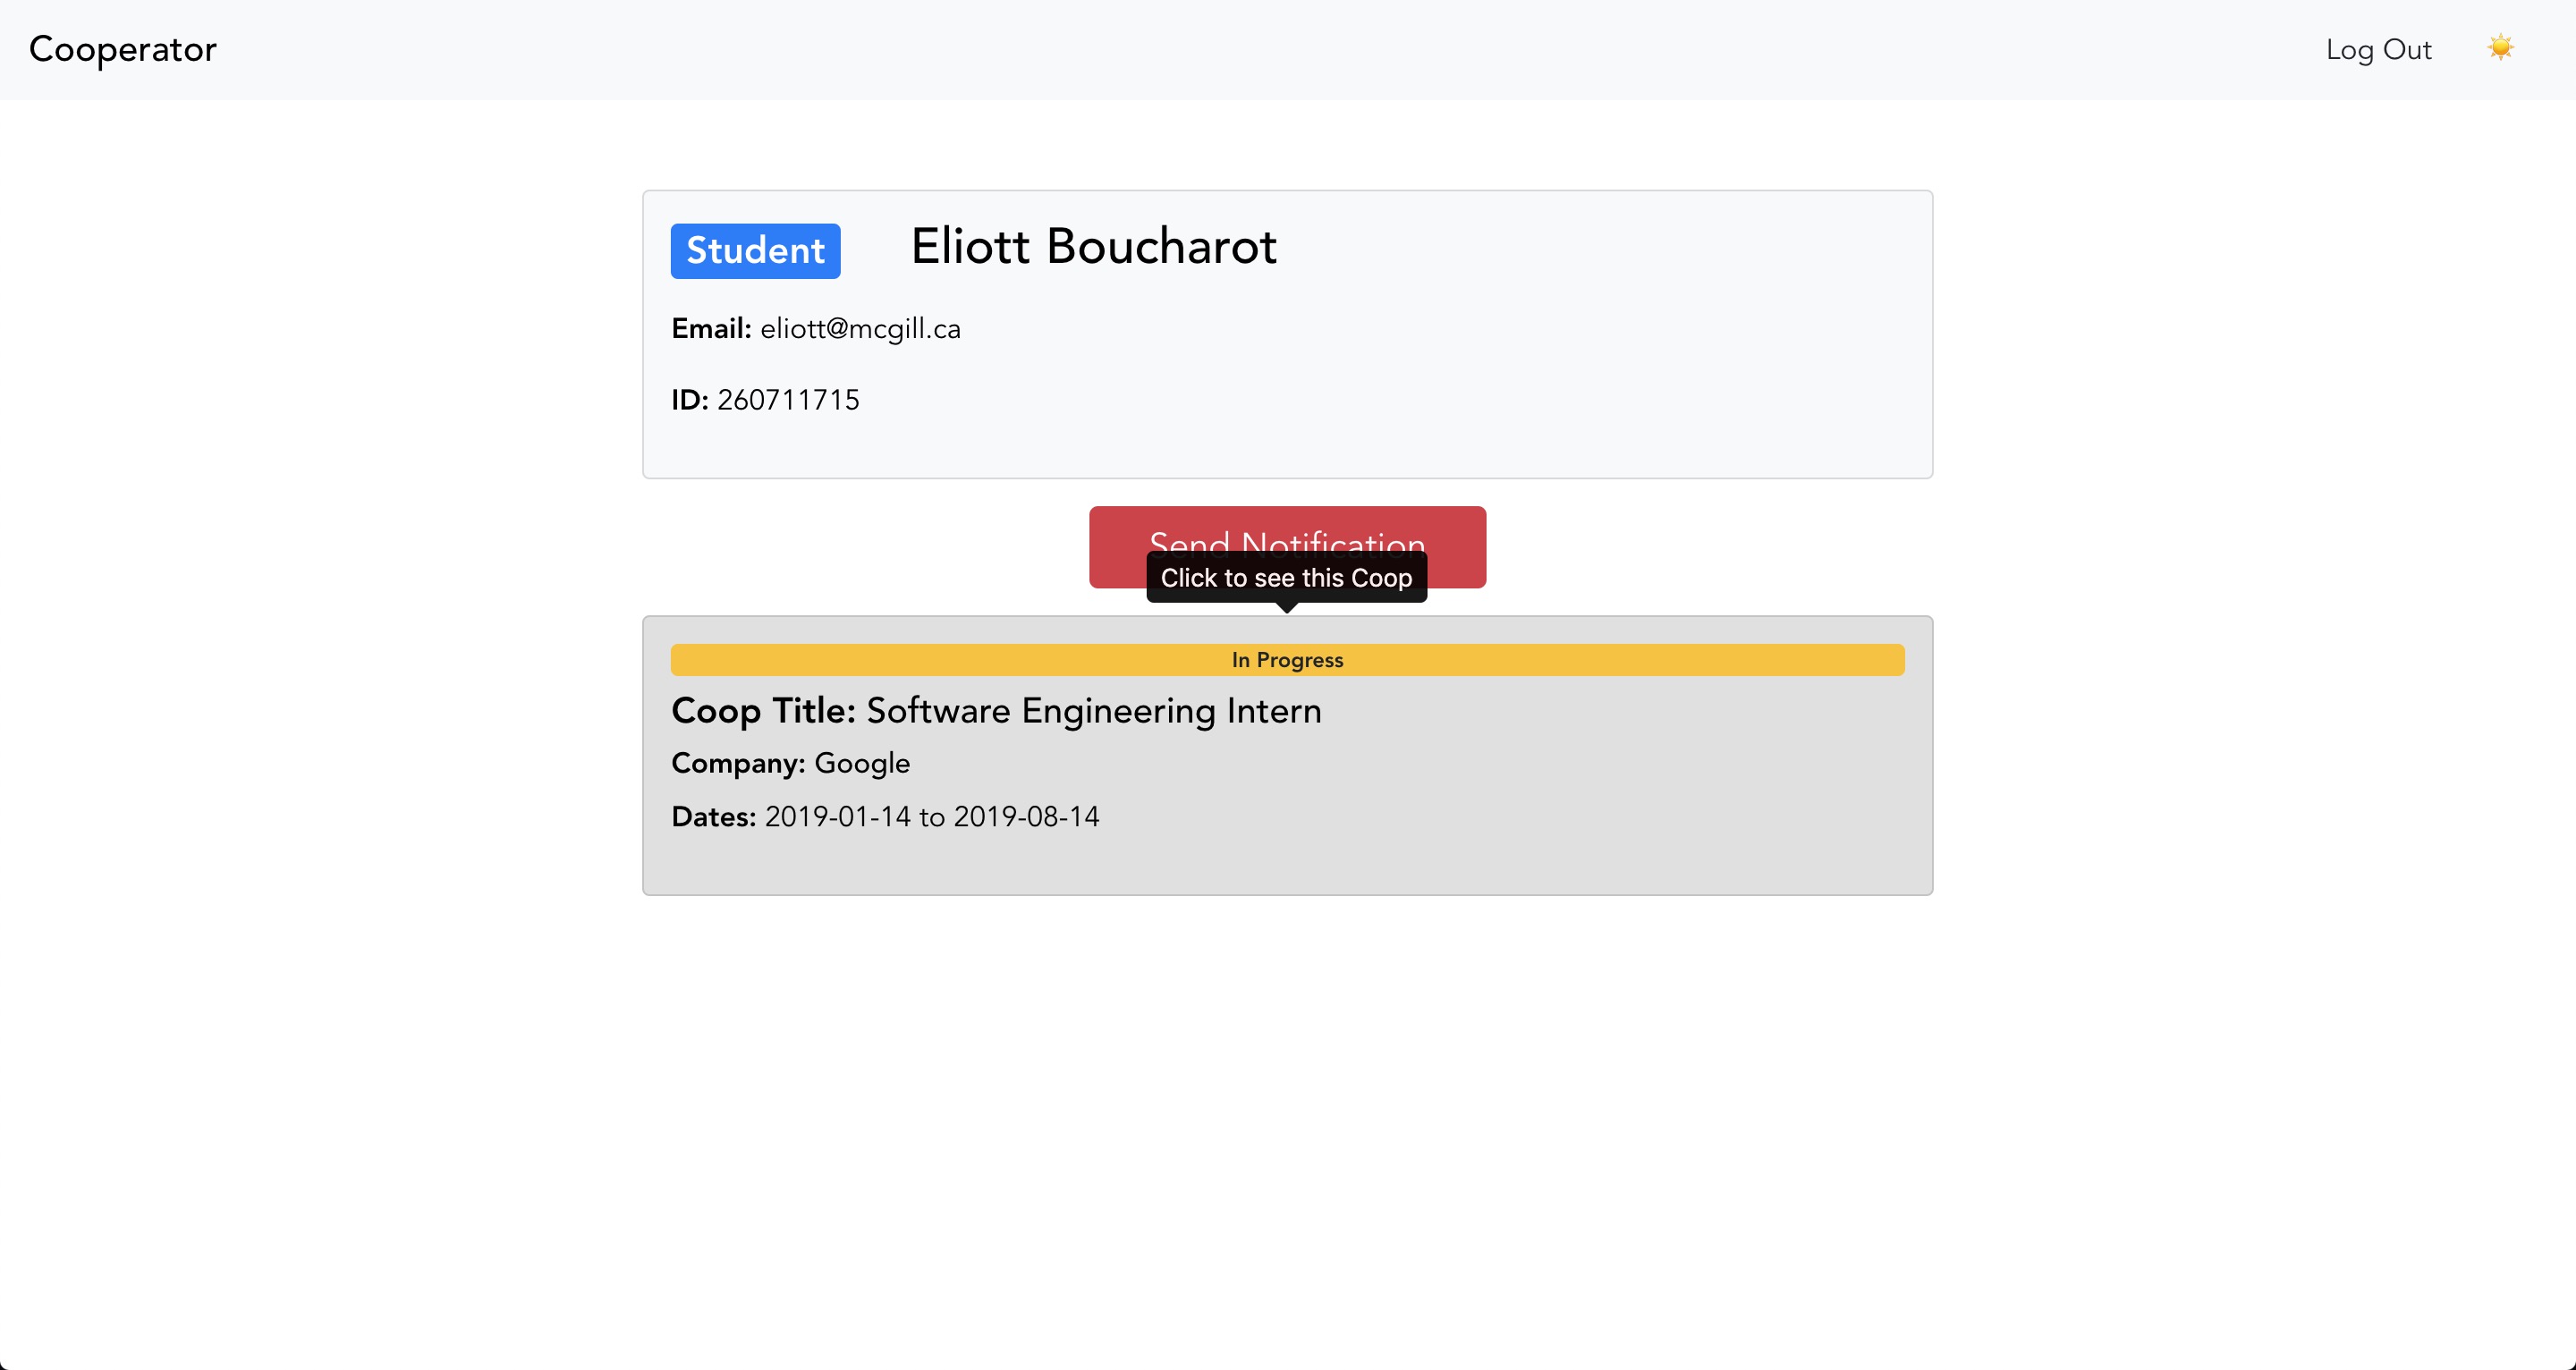 Cooperator
Log Out
Student Eliott Boucharot
Email: eliott@mcgill.ca
ID: 260711715
Send Notification
Click to see this Coop
In Progress
Coop Title: Software Engineering Intern
Company: Google
Dates: 2019-01-14 to 2019-08-14